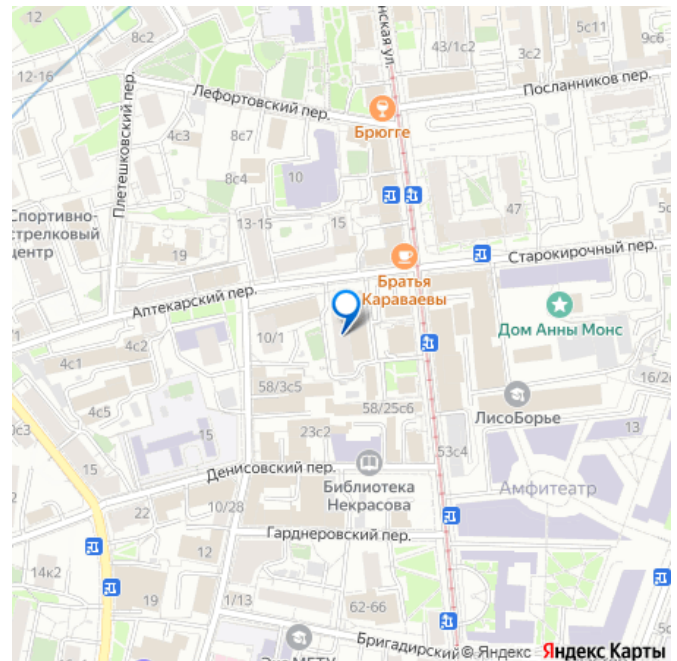 12
8с2
12-16
Плетешковский пер.
нская ул.
43/1с2
5с11
3с2
9с6
Посланников пер.
Лефортовский пер.
Брюгге
4с3
8с7
8с4
10
13-15
15
47
5с
Спортивно-
стрелковый
центр
19
Старокирочный пер.
Братья
Караваевы
Аптекарский пер.
Дом Анны Монс
4с2
4с1
10/1
16/2
58/3с5
4с5
58/25с6
ЛисоБорье
13
0с3
15
23с2
53с4
15
Денисовский пер.
Библиотека
Некрасова
Амфитеатр
22
10/28
Гарднеровский пер.
12
14к2
19
1/13
62-66
5с
Бригадирский
© Яндекс Яндекс Карты